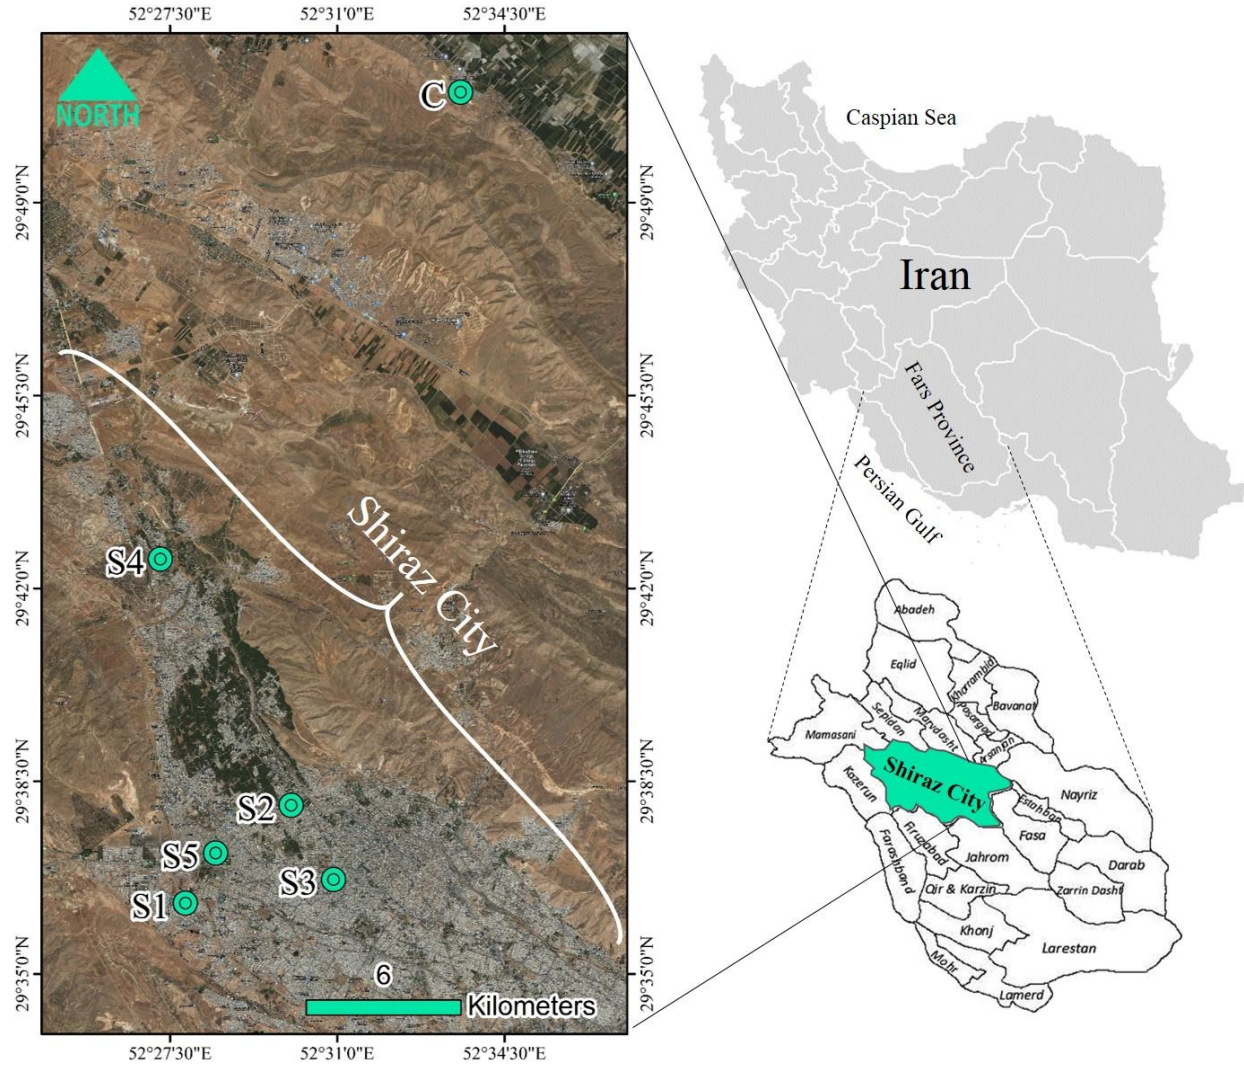 52°27'30"E
52°31'0"E
52°34'30"E
NORTH
C
29°49'0"N
29°49'0"N
29°45'30"N
29°45'30"N
Shiraz City
S4
29°42'0"N
29°42'0"N
29°38'30"N
29°38'30"N
S2
S5
S3
S1
29°35'0"N
29°35'0"N
6
Kilometers
52°27'30"E
52°31'0"E
52°34'30"E
Caspian Sea
Iran
Fars Province
Persian Gulf
Abadeh
Eqlid
Khorrambid
Bavanat
Pasargad
Sepidan
Marvdasht
Mamasani
Arsanjan
Shiraz City
Kazerun
Nayriz
Estahban
Fasa
Firuzabad
Farashband
Jahrom
Darab
Qir & Karzin
Zarrin Dasht
Khonj
Larestan
Mohr
Lamerd